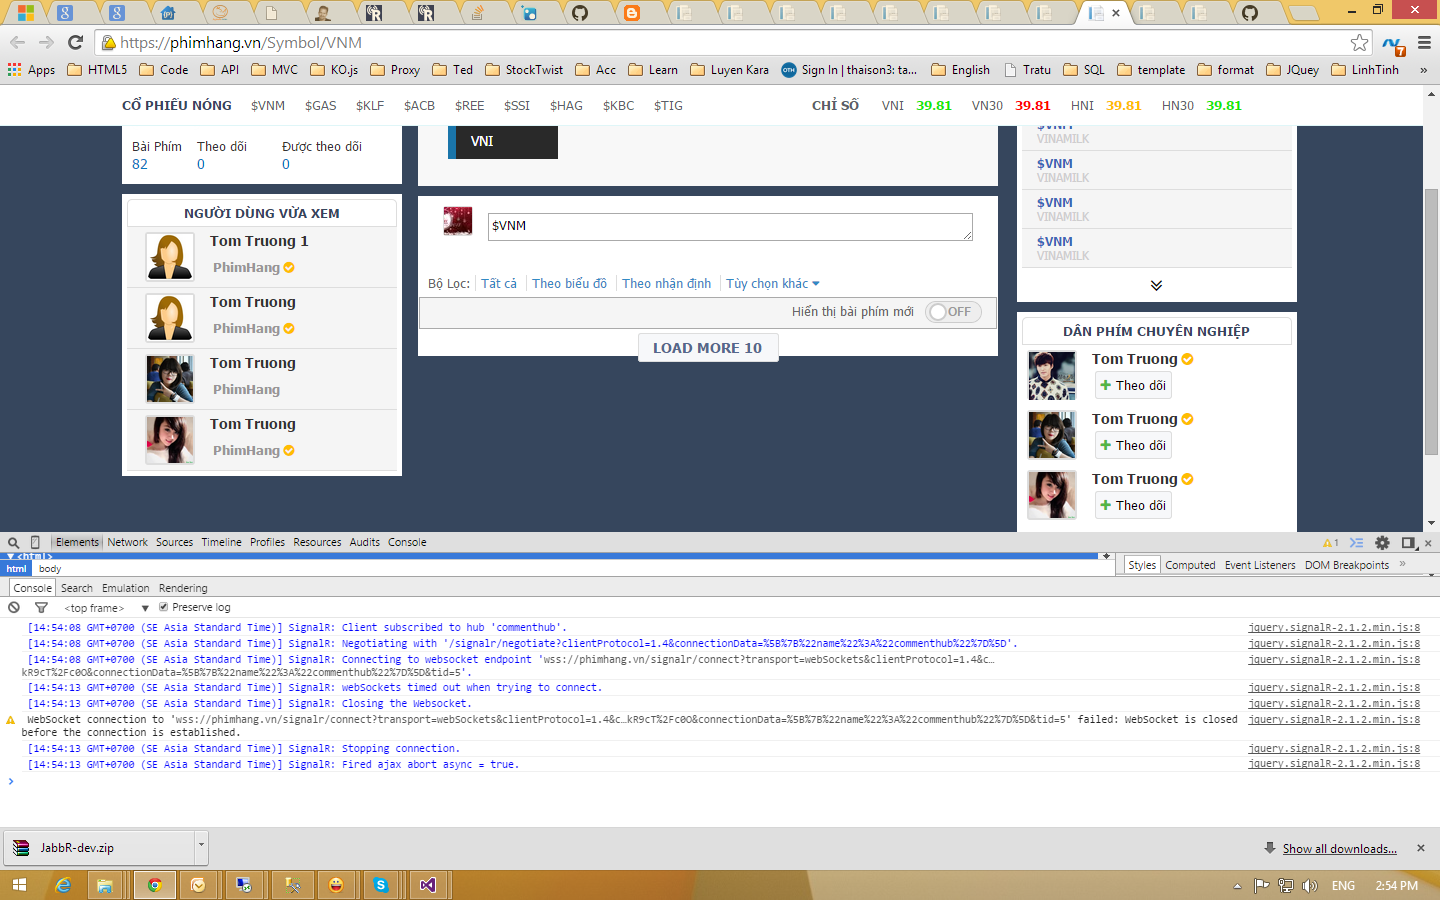 https://phimhang.vn/Symbol/VNM
Apps HTML5 Code API MVC KO.js Proxy Ted StockTwist Acc Learn Luyen Kara Sign In | thaison3: ta... English Tratu SQL template format JQuey LinhTinh »
CỔ PHIẾU NÓNG $VNM $GAS $KLF $ACB $REE $SSI $HAG $KBC $TIG CHỈ SỐ VNI 39.81 VN30 39.81 HNI 39.81 HN30 39.81
Bài Phím Theo dõi Được theo dõi
82 0 0
NGƯỜI DÙNG VỪA XEM
Tom Truong 1
PhimHang
Tom Truong
PhimHang
Tom Truong
PhimHang
Tom Truong
PhimHang
VNI
$VNM
Bộ Lọc: Tất cả Theo biểu đồ Theo nhận định Tùy chọn khác
Hiển thị bài phím mới OFF
LOAD MORE 10
$VNM
VINAMILK
$VNM
VINAMILK
$VNM
VINAMILK
$VNM
VINAMILK
DÂN PHÍM CHUYÊN NGHIỆP
Tom Truong
+ Theo dõi
Tom Truong
+ Theo dõi
Tom Truong
+ Theo dõi
Elements Network Sources Timeline Profiles Resources Audits Console 1
<html>
html body Styles Computed Event Listeners DOM Breakpoints »
Console Search Emulation Rendering
<top frame> Preserve log
[14:54:08 GMT+0700 (SE Asia Standard Time)] SignalR: Client subscribed to hub 'commenthub'. jquery.signalR-2.1.2.min.js:8
[14:54:08 GMT+0700 (SE Asia Standard Time)] SignalR: Negotiating with '/signalr/negotiate?clientProtocol=1.4&connectionData=%5B%7B%22name%22%3A%22commenthub%22%7D%5D'. jquery.signalR-2.1.2.min.js:8
[14:54:08 GMT+0700 (SE Asia Standard Time)] SignalR: Connecting to websocket endpoint 'wss://phimhang.vn/signalr/connect?transport=webSockets&clientProtocol=1.4&c… jquery.signalR-2.1.2.min.js:8
kR9cT%2Fc0O&connectionData=%5B%7B%22name%22%3A%22commenthub%22%7D%5D&tid=5'.
[14:54:13 GMT+0700 (SE Asia Standard Time)] SignalR: webSockets timed out when trying to connect. jquery.signalR-2.1.2.min.js:8
[14:54:13 GMT+0700 (SE Asia Standard Time)] SignalR: Closing the Websocket. jquery.signalR-2.1.2.min.js:8
WebSocket connection to 'wss://phimhang.vn/signalr/connect?transport=webSockets&clientProtocol=1.4&c…kR9cT%2Fc0O&connectionData=%5B%7B%22name%22%3A%22commenthub%22%7D%5D&tid=5' failed: WebSocket is closed jquery.signalR-2.1.2.min.js:8
before the connection is established.
[14:54:13 GMT+0700 (SE Asia Standard Time)] SignalR: Stopping connection. jquery.signalR-2.1.2.min.js:8
[14:54:13 GMT+0700 (SE Asia Standard Time)] SignalR: Fired ajax abort async = true. jquery.signalR-2.1.2.min.js:8
JabbR-dev.zip Show all downloads...
ENG 2:54 PM